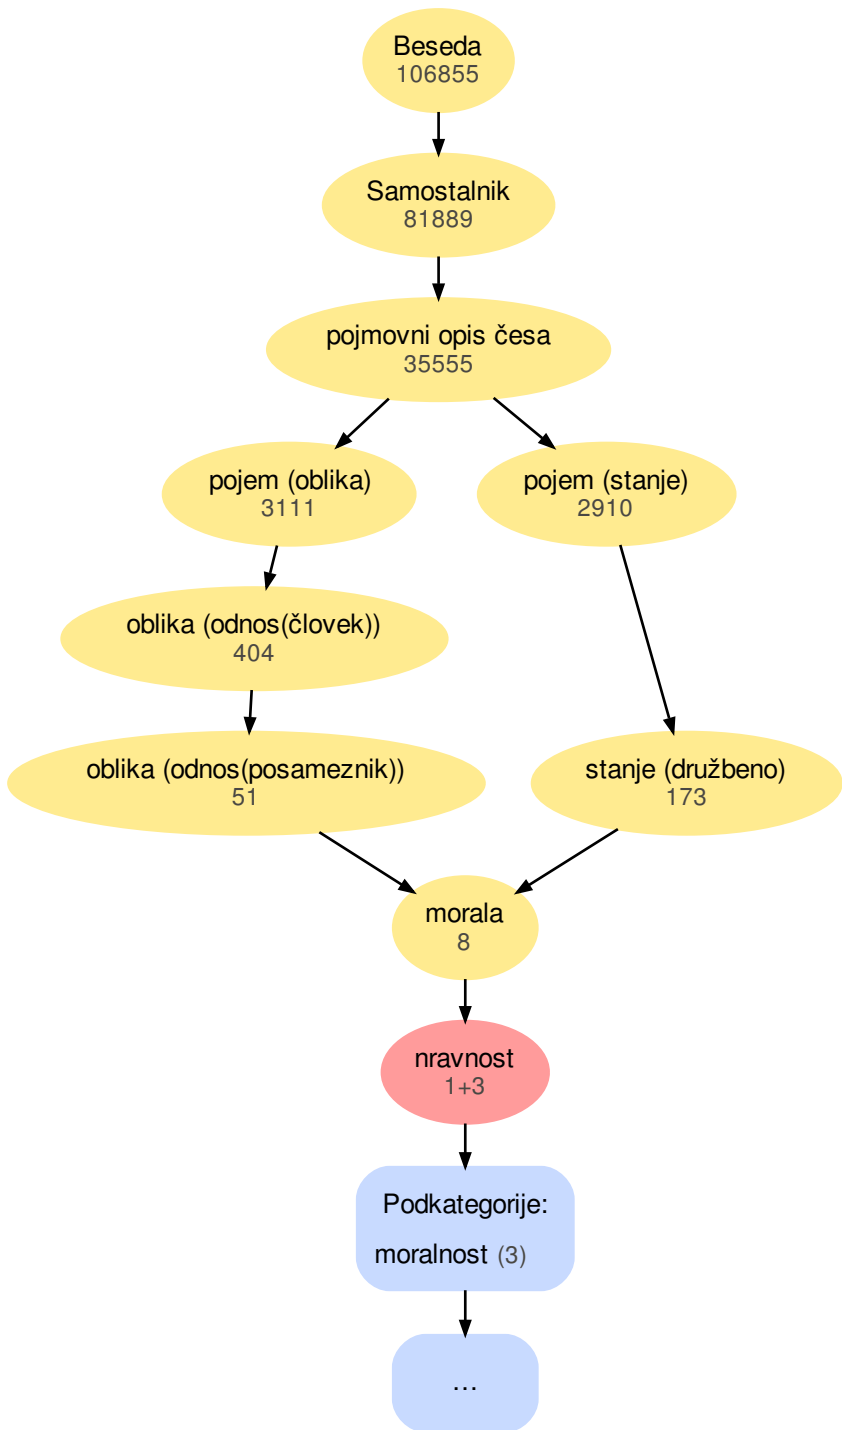 Beseda
106855
Samostalnik
81889
pojmovni opis česa
35555
pojem (oblika)
3111
pojem (stanje)
2910
oblika (odnos(človek))
404
oblika (odnos(posameznik))
51
stanje (družbeno)
173
morala
8
nravnost
1+3
Podkategorije:
moralnost (3)
...